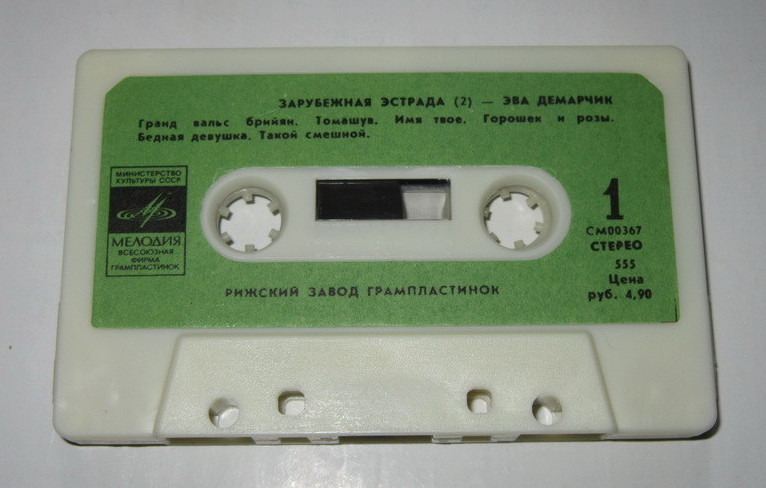 ЗАРУБЕЖНАЯ ЭСТРАДА (2) — ЭВА ДЕМАРЧИК
Гранд вальс брийян. Томашув. Имя твое. Горошек и розы.
Бедная девушка. Такой смешной.
МИНИСТЕРСТВО
КУЛЬТУРЫ СССР
МЕЛОДИЯ
ВСЕСОЮЗНАЯ
ФИРМА
ГРАМПЛАСТИНОК
1
СМ00367
СТЕРЕО
555
Цена
руб. 4,90
РИЖСКИЙ ЗАВОД ГРАМПЛАСТИНОК